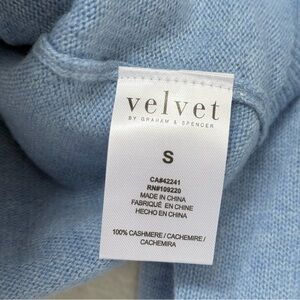 velvet
BY GRAHAM & SPENCER
S
CA#42241
RN#109220
MADE IN CHINA
FABRIQUÉ EN CHINE
HECHO EN CHINA
100% CASHMERE / CACHEMIRE /
CACHEMIRA